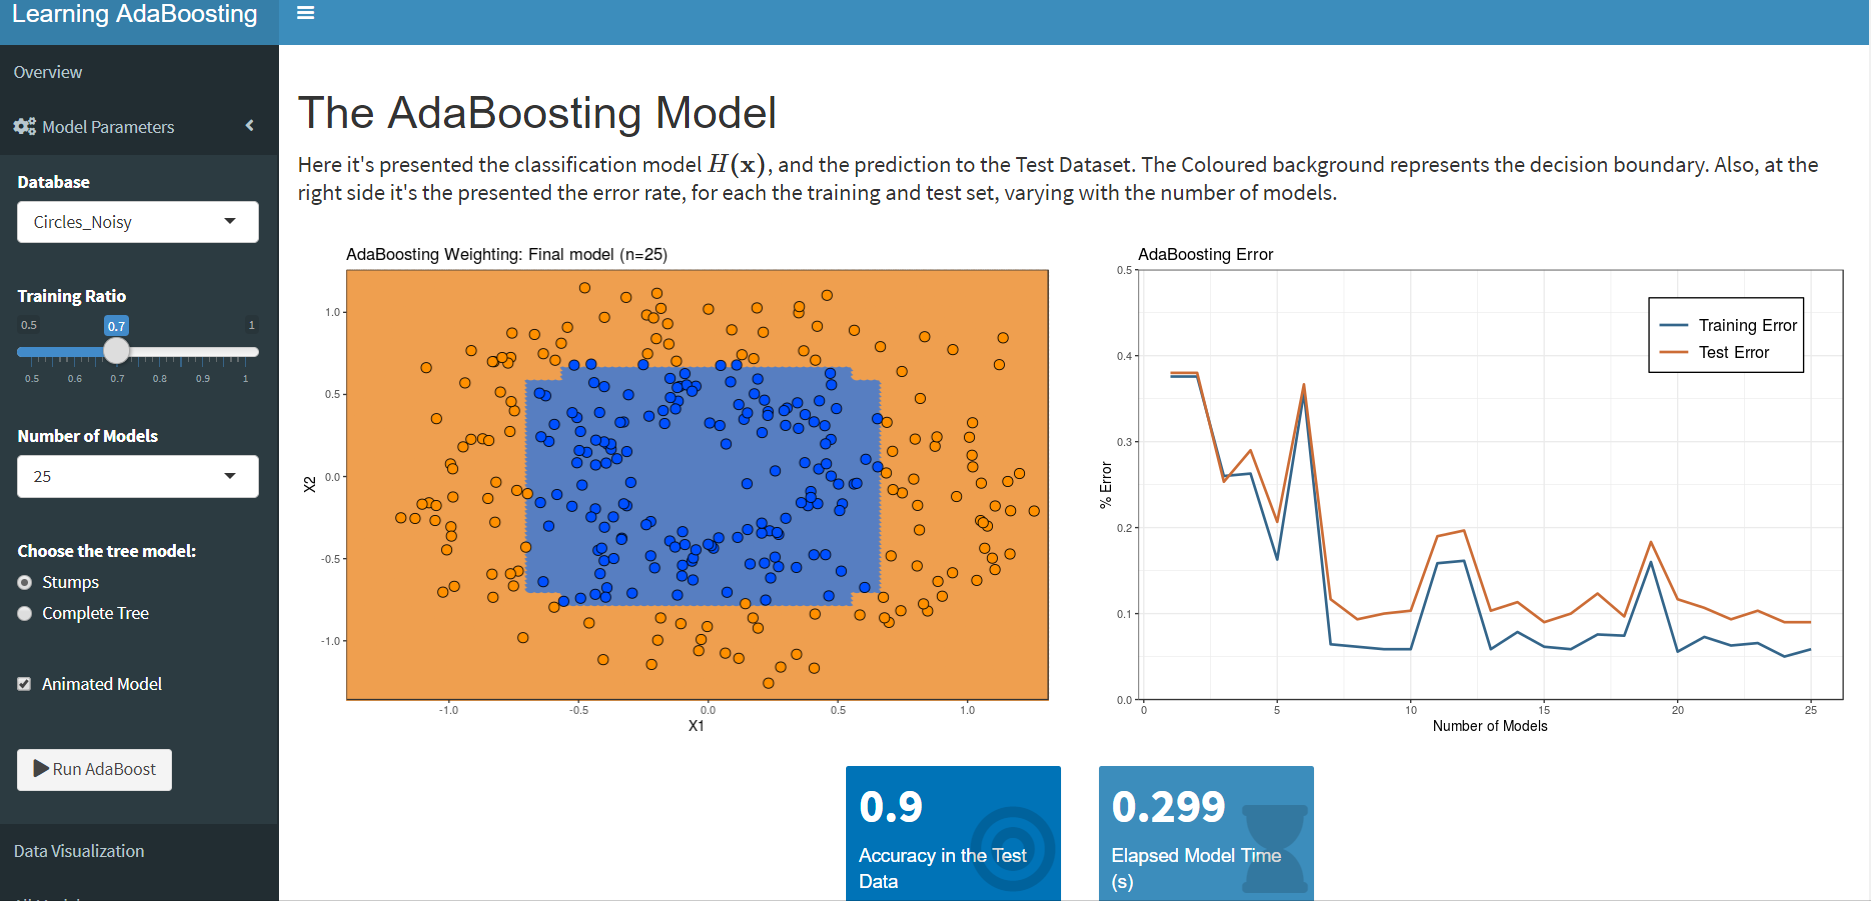 Learning AdaBoosting
Overview
Model Parameters
Database
Circles_Noisy
Training Ratio
0.5 0.7 1
0.5 0.6 0.7 0.8 0.9 1
Number of Models
25
Choose the tree model:
Stumps
Complete Tree
Animated Model
Run AdaBoost
Data Visualization
The AdaBoosting Model
Here it's presented the classification model H(x), and the prediction to the Test Dataset. The Coloured background represents the decision boundary. Also, at the
right side it's the presented the error rate, for each the training and test set, varying with the number of models.
AdaBoosting Weighting: Final model (n=25)
X2
1.0
0.5
0.0
-0.5
-1.0
-1.0 -0.5 0.0 0.5 1.0
X1
AdaBoosting Error
% Error
0.5
0.4
0.3
0.2
0.1
0.0
Training Error
Test Error
0 5 10 15 20 25
Number of Models
0.9
Accuracy in the Test
Data
0.299
Elapsed Model Time
(s)